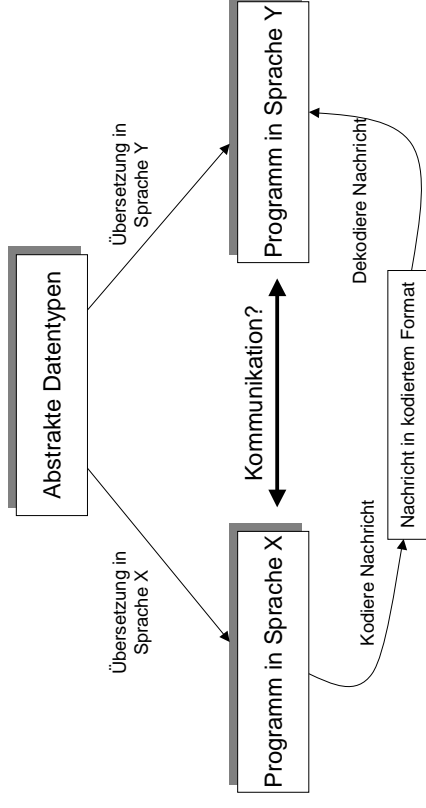 Abstrakte Datentypen
Übersetzung in
Sprache X
Übersetzung in
Sprache Y
Programm in Sprache X
Kommunikation?
Programm in Sprache Y
Kodiere Nachricht
Dekodiere Nachricht
Nachricht in kodiertem Format